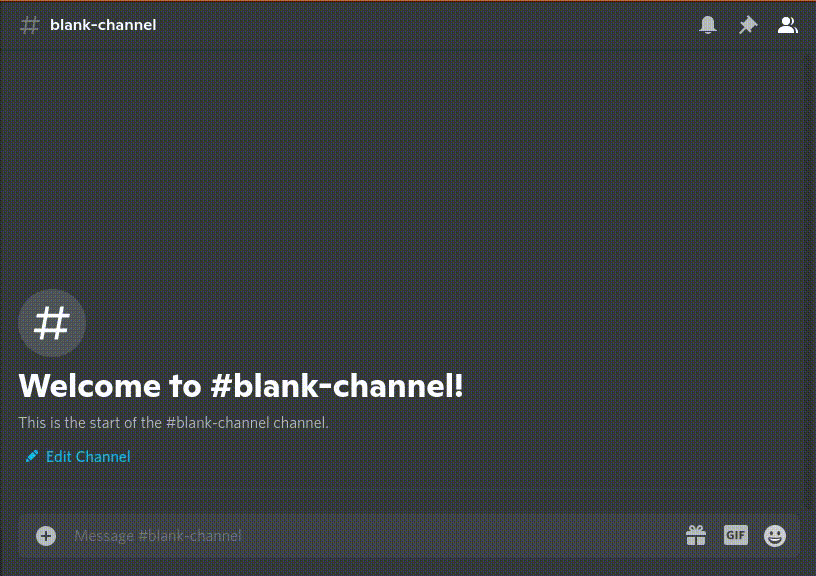 # blank-channel
#
Welcome to #blank-channel!
This is the start of the #blank-channel channel.
Edit Channel
Message #blank-channel
GIF